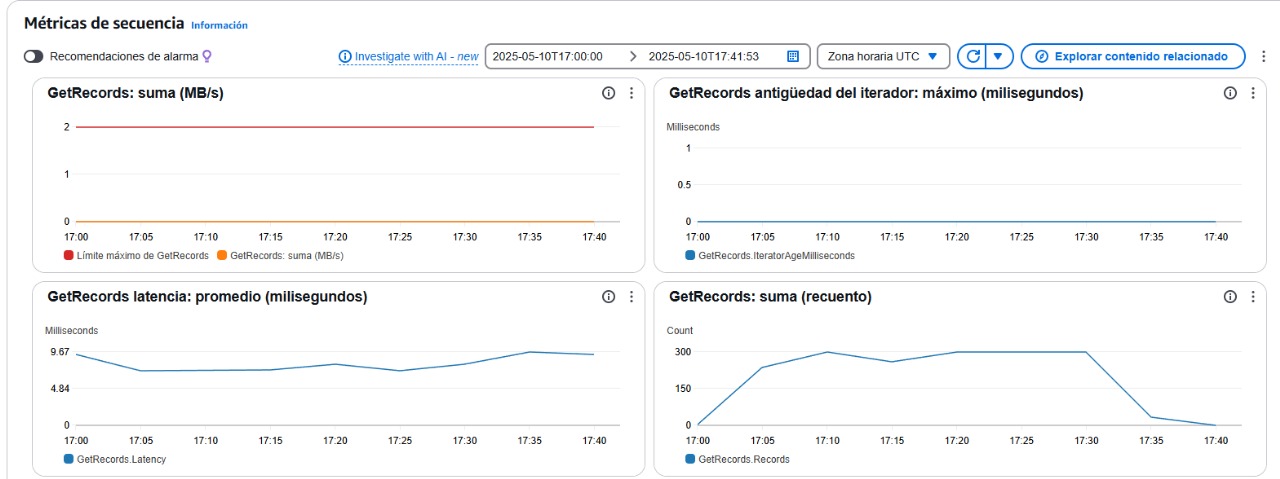 Métricas de secuencia Información
Recomendaciones de alarma Investigate with AI - new 2025-05-10T17:00:00 2025-05-10T17:41:53 Zona horaria UTC Explorar contenido relacionado
GetRecords: suma (MB/s)
2
1
0
17:00 17:05 17:10 17:15 17:20 17:25 17:30 17:35 17:40
Límite máximo de GetRecords GetRecords: suma (MB/s)
GetRecords antigüedad del iterador: máximo (milisegundos)
Milliseconds
1
0.5
0
17:00 17:05 17:10 17:15 17:20 17:25 17:30 17:35 17:40
GetRecords.IteratorAgeMilliseconds
GetRecords latencia: promedio (milisegundos)
Milliseconds
9.67
4.84
0
17:00 17:05 17:10 17:15 17:20 17:25 17:30 17:35 17:40
GetRecords.Latency
GetRecords: suma (recuento)
Count
300
150
0
17:00 17:05 17:10 17:15 17:20 17:25 17:30 17:35 17:40
GetRecords.Records